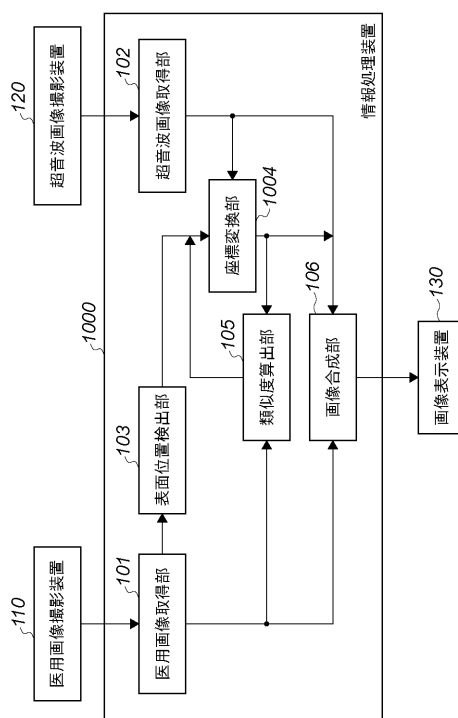 110
医用画像撮影装置
120
超音波画像撮影装置
1000
101
医用画像取得部
103
表面位置検出部
102
超音波画像取得部
座標変換部
1004
105
類似度算出部
106
画像合成部
情報処理装置
130
画像表示装置